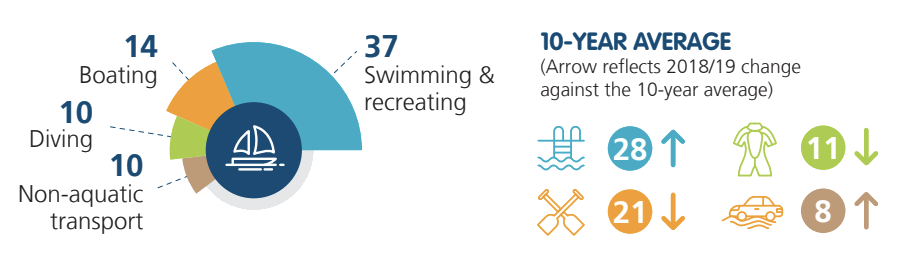 37
Swimming &
recreating
14
Boating
10
Diving
10
Non-aquatic
transport
10-YEAR AVERAGE
(Arrow reflects 2018/19 change
against the 10-year average)
28
11
21
8